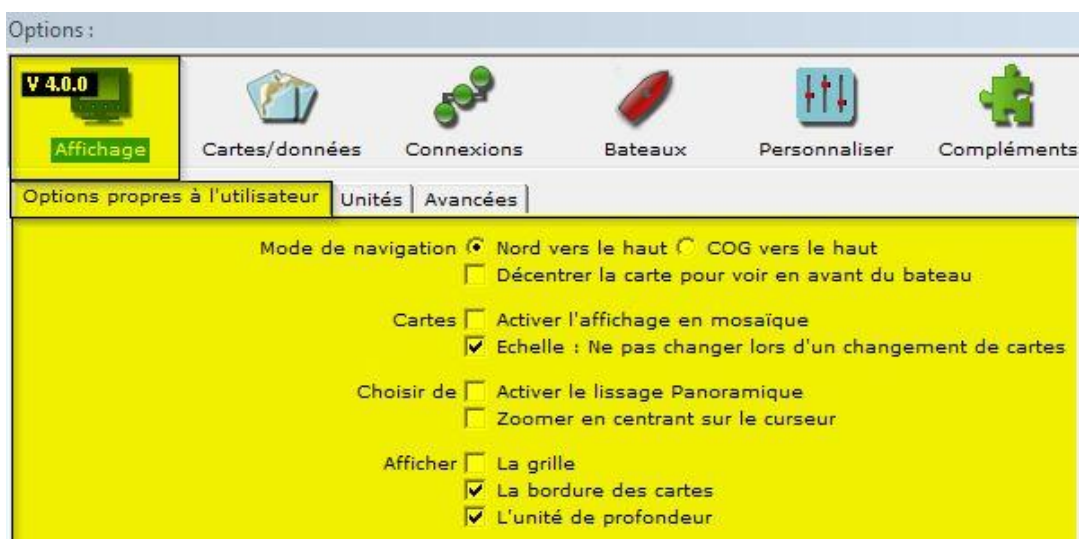 Options :
V 4.0.0
Affichage Cartes/données Connexions Bateaux Personnaliser Compléments
Options propres à l'utilisateur Unités Avancées
Mode de navigation Nord vers le haut COG vers le haut
Décentrer la carte pour voir en avant du bateau
Cartes Activer l'affichage en mosaïque
Echelle : Ne pas changer lors d'un changement de cartes
Choisir de Activer le lissage Panoramique
Zoomer en centrant sur le curseur
Afficher La grille
La bordure des cartes
L'unité de profondeur